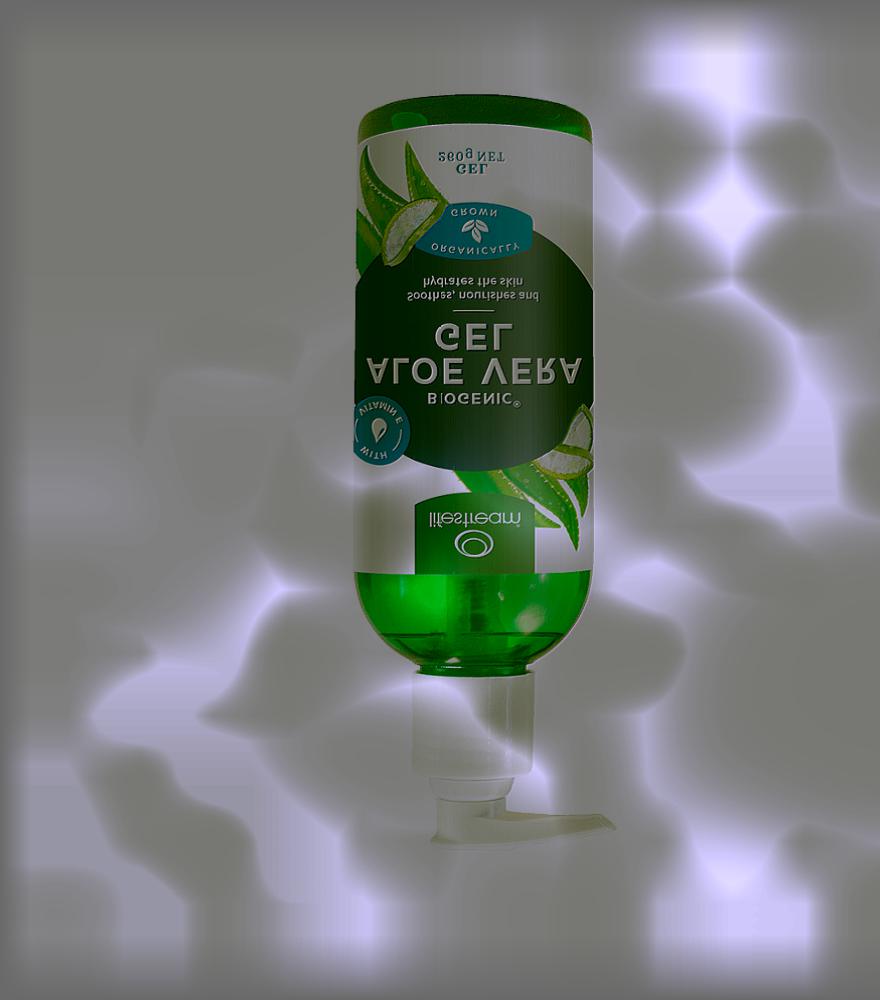 lifestream
WITH
VITAMIN E
BIOGENIC®
ALOE VERA
GEL
Soothes, nourishes and
hydrates the skin
ORGANICALLY
GROWN
GEL
260g NET